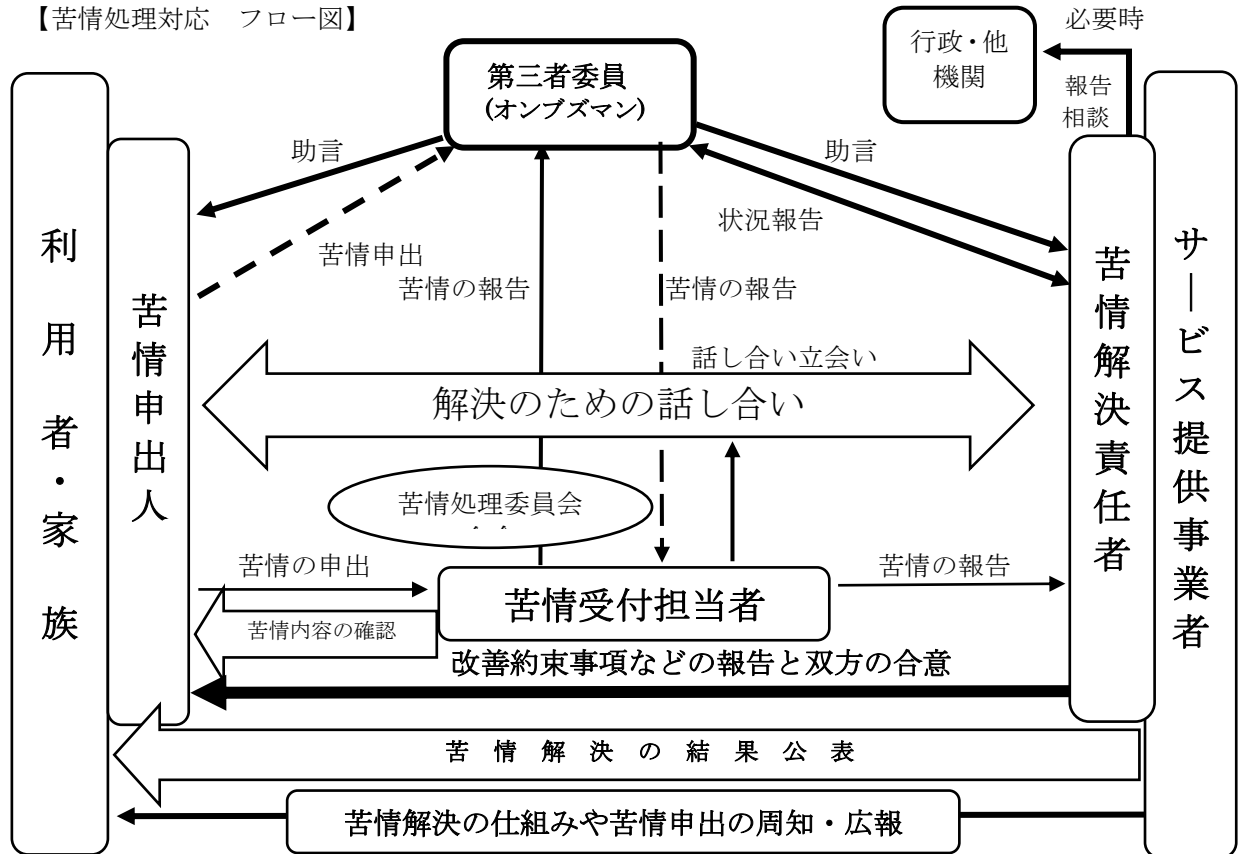 【苦情処理対応　フロー図】
必要時
行政・他
機関
報告
相談
第三者委員
(オンブズマン)
助言
助言
状況報告
苦情申出
苦情の報告
苦情の報告
利用者・家族
苦情申出人
苦情解決責任者
サービス提供事業者
話し合い立会い
解決のための話し合い
苦情処理委員会
苦情の申出
苦情の報告
苦情受付担当者
苦情内容の確認
改善約束事項などの報告と双方の合意
苦情解決の結果公表
苦情解決の仕組みや苦情申出の周知・広報